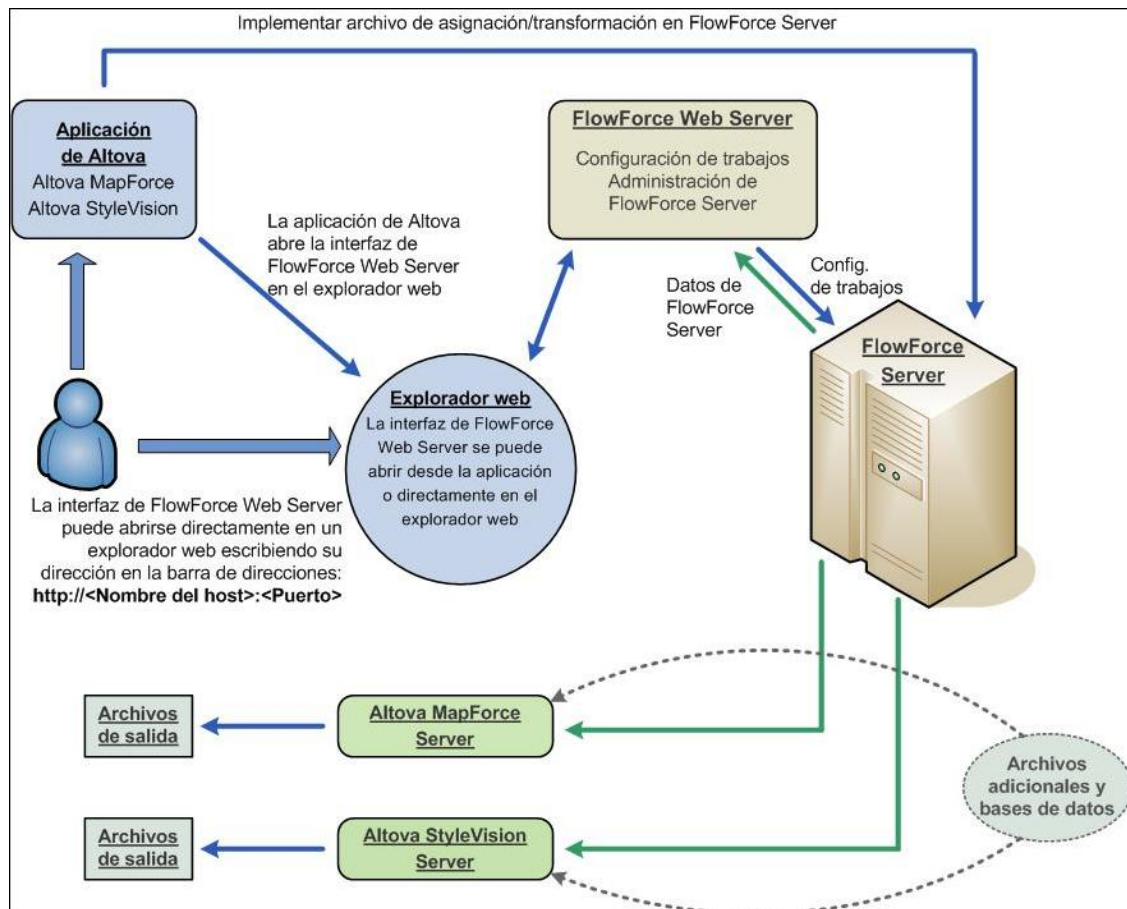 Implementar archivo de asignación/transformación en FlowForce Server
Aplicación
de Altova
Altova MapForce
Altova StyleVision
FlowForce Web Server
Configuración de trabajos
Administración de
FlowForce Server
La aplicación de Altova
abre la interfaz de
FlowForce Web Server
en el explorador web
Datos de
FlowForce
Server
Config.
de trabajos
FlowForce
Server
Explorador web
La interfaz de FlowForce
Web Server se puede
abrir desde la aplicación
o directamente en el
explorador web
La interfaz de FlowForce Web Server
puede abrirse directamente en un
explorador web escribiendo su
dirección en la barra de direcciones:
http://<Nombre del host>:<Puerto>
Archivos
de salida
Altova MapForce
Server
Archivos
adicionales y
bases de datos
Archivos
de salida
Altova StyleVision
Server